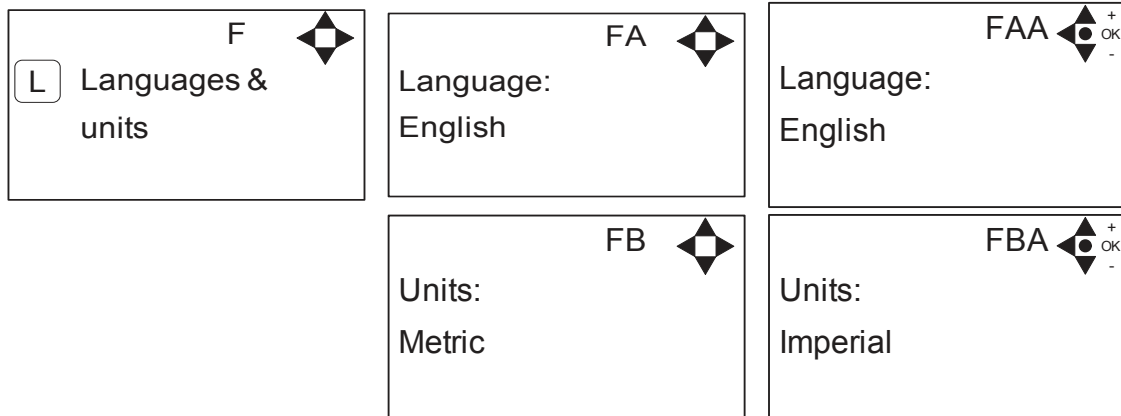 F
L Languages &
units
FA
Language:
English
FAA + OK -
Language:
English
FB
Units:
Metric
FBA + OK -
Units:
Imperial